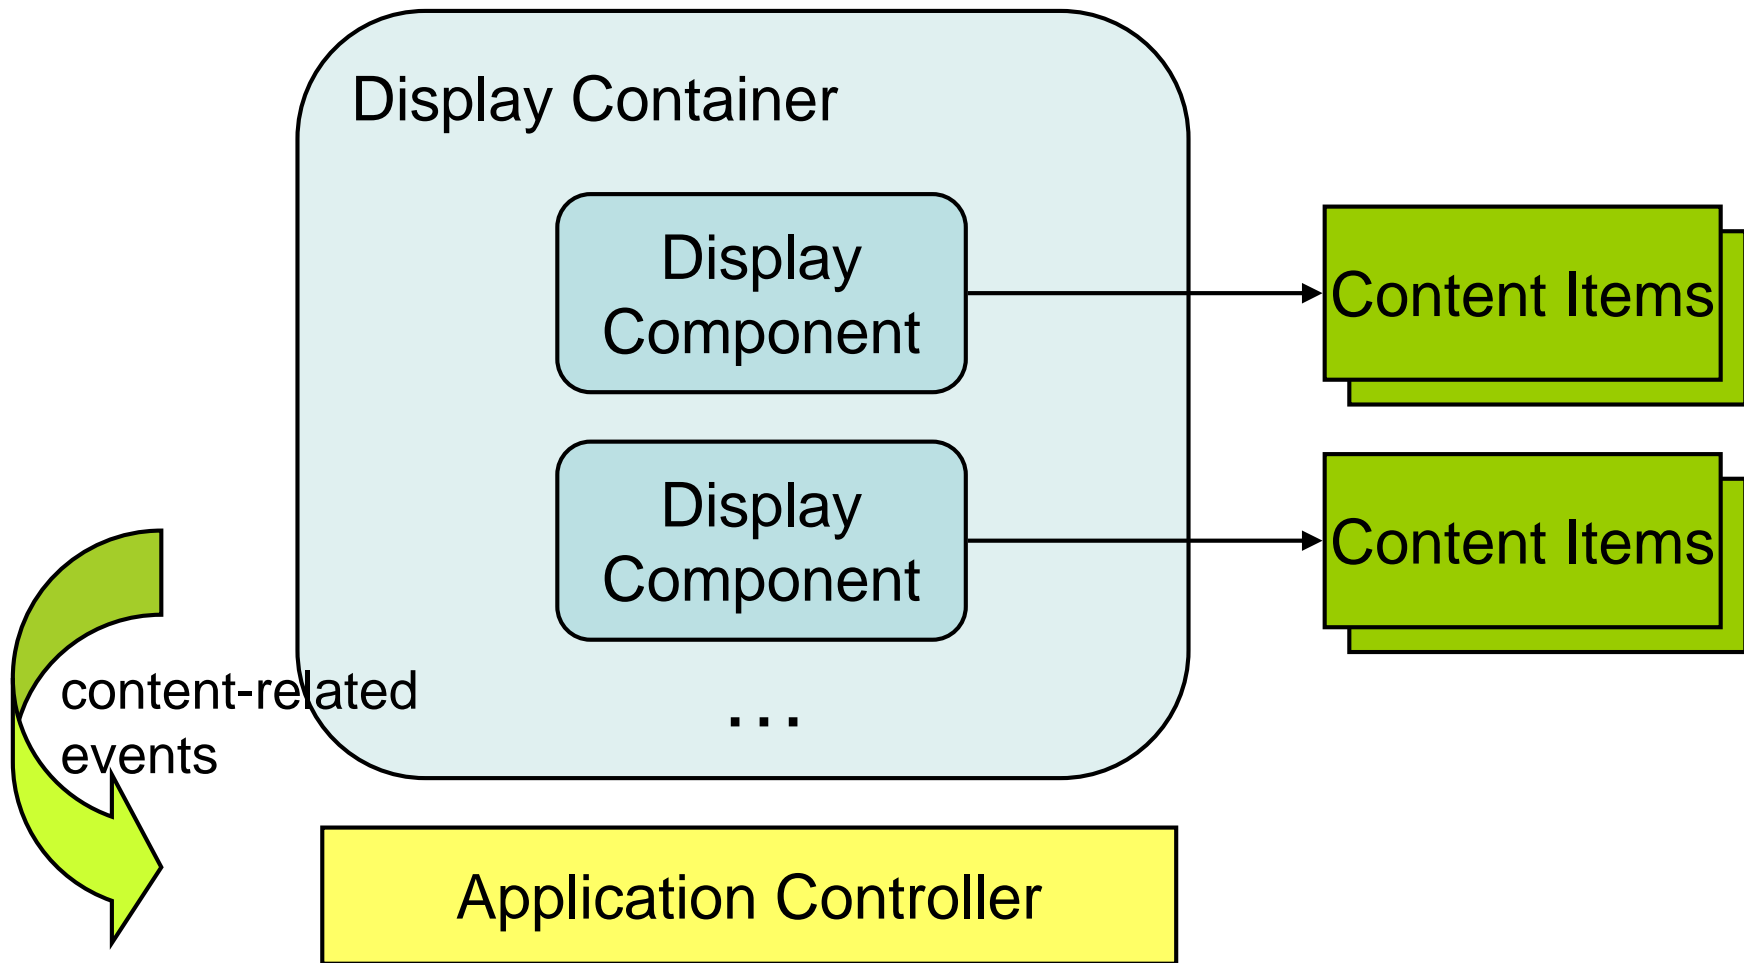 Display Container
Display
Component
Content Items
Display
Component
Content Items
content-related
events
…
Application Controller